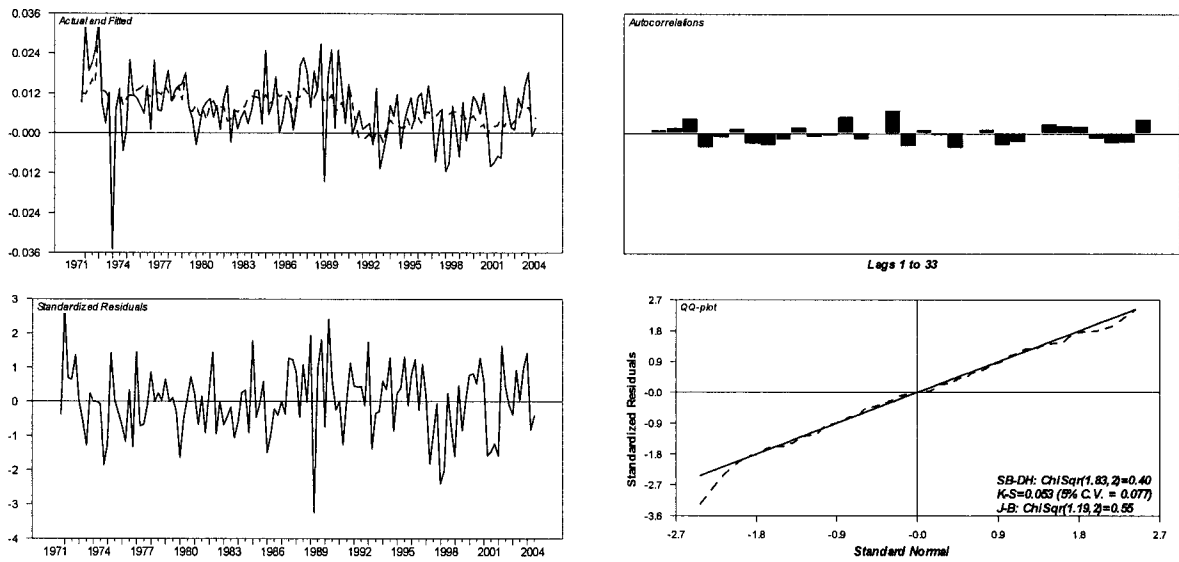 Actual and Fitted
0.036
0.024
0.012
-0.000
-0.012
-0.024
-0.036
1971 1974 1977 1980 1983 1986 1989 1992 1995 1998 2001 2004
Autocorrelations
Lags 1 to 33
Standardized Residuals
3
2
1
0
-1
-2
-3
-4
1971 1974 1977 1980 1983 1986 1989 1992 1995 1998 2001 2004
QQ-plot
Standardized Residuals
2.7
1.8
0.9
-0.0
-0.9
-1.8
-2.7
-3.6
SB-DH: ChiSqr(1.83,2)=0.40
K-S=0.053 (5% C.V. = 0.077)
J-B: ChiSqr(1.19,2)=0.55
-2.7 -1.8 -0.9 -0.0 0.9 1.8 2.7
Standard Normal